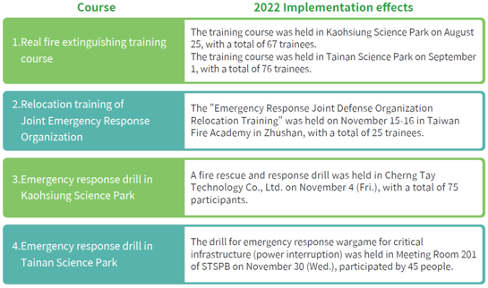 Course
2022 Implementation effects
1.Real fire extinguishing training
course
The training course was held in Kaohsiung Science Park on August
25, with a total of 67 trainees.
The training course was held in Tainan Science Park on September
1, with a total of 76 trainees.
2.Relocation training of
Joint Emergency Response
Organization
The "Emergency Response Joint Defense Organization
Relocation Training" was held on November 15-16 in Taiwan
Fire Academy in Zhushan, with a total of 25 trainees.
3.Emergency response drill in
Kaohsiung Science Park
A fire rescue and response drill was held in Cherng Tay
Technology Co., Ltd. on November 4 (Fri.), with a total of 75
participants.
4.Emergency response drill in
Tainan Science Park
The drill for emergency response wargame for critical
infrastructure (power interruption) was held in Meeting Room 201
of STSPB on November 30 (Wed.), participated by 45 people.